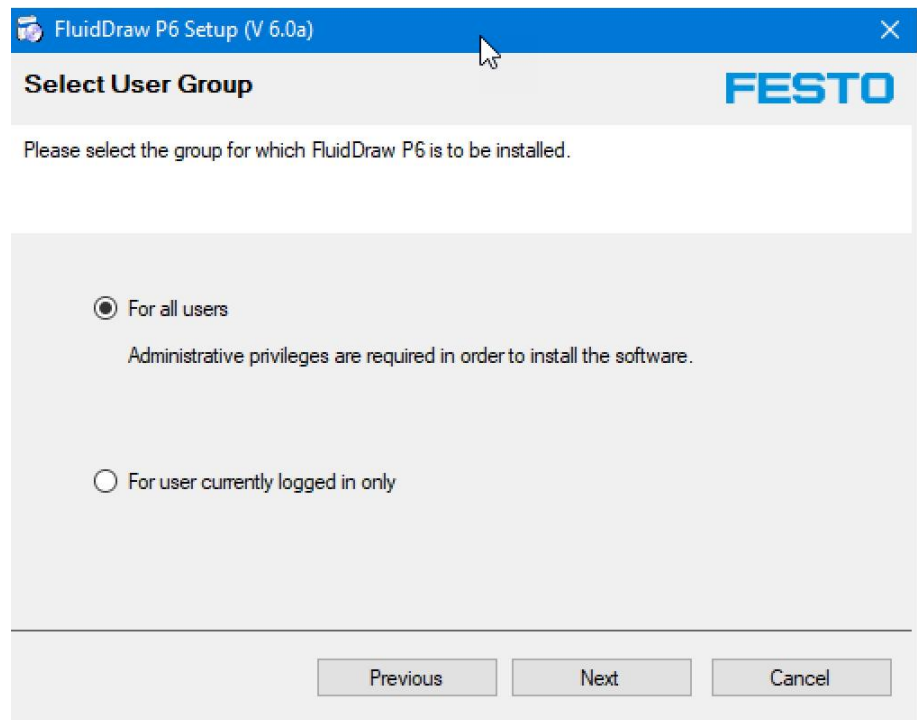 FluidDraw P6 Setup (V 6.0a)
Select User Group
FESTO
Please select the group for which FluidDraw P6 is to be installed.
For all users
Administrative privileges are required in order to install the software.
For user currently logged in only
Previous
Next
Cancel